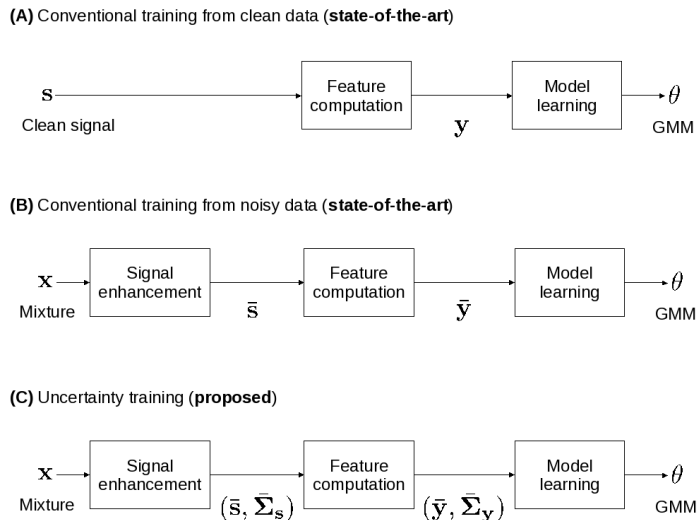 (A) Conventional training from clean data (state-of-the-art)
s
Clean signal
Feature
computation
y
Model
learning
θ
GMM
(B) Conventional training from noisy data (state-of-the-art)
x
Mixture
Signal
enhancement
s̄
Feature
computation
ȳ
Model
learning
θ
GMM
(C) Uncertainty training (proposed)
x
Mixture
Signal
enhancement
(s̄, Σ̄ₛ)
Feature
computation
(ȳ, Σ̄_y)
Model
learning
θ
GMM